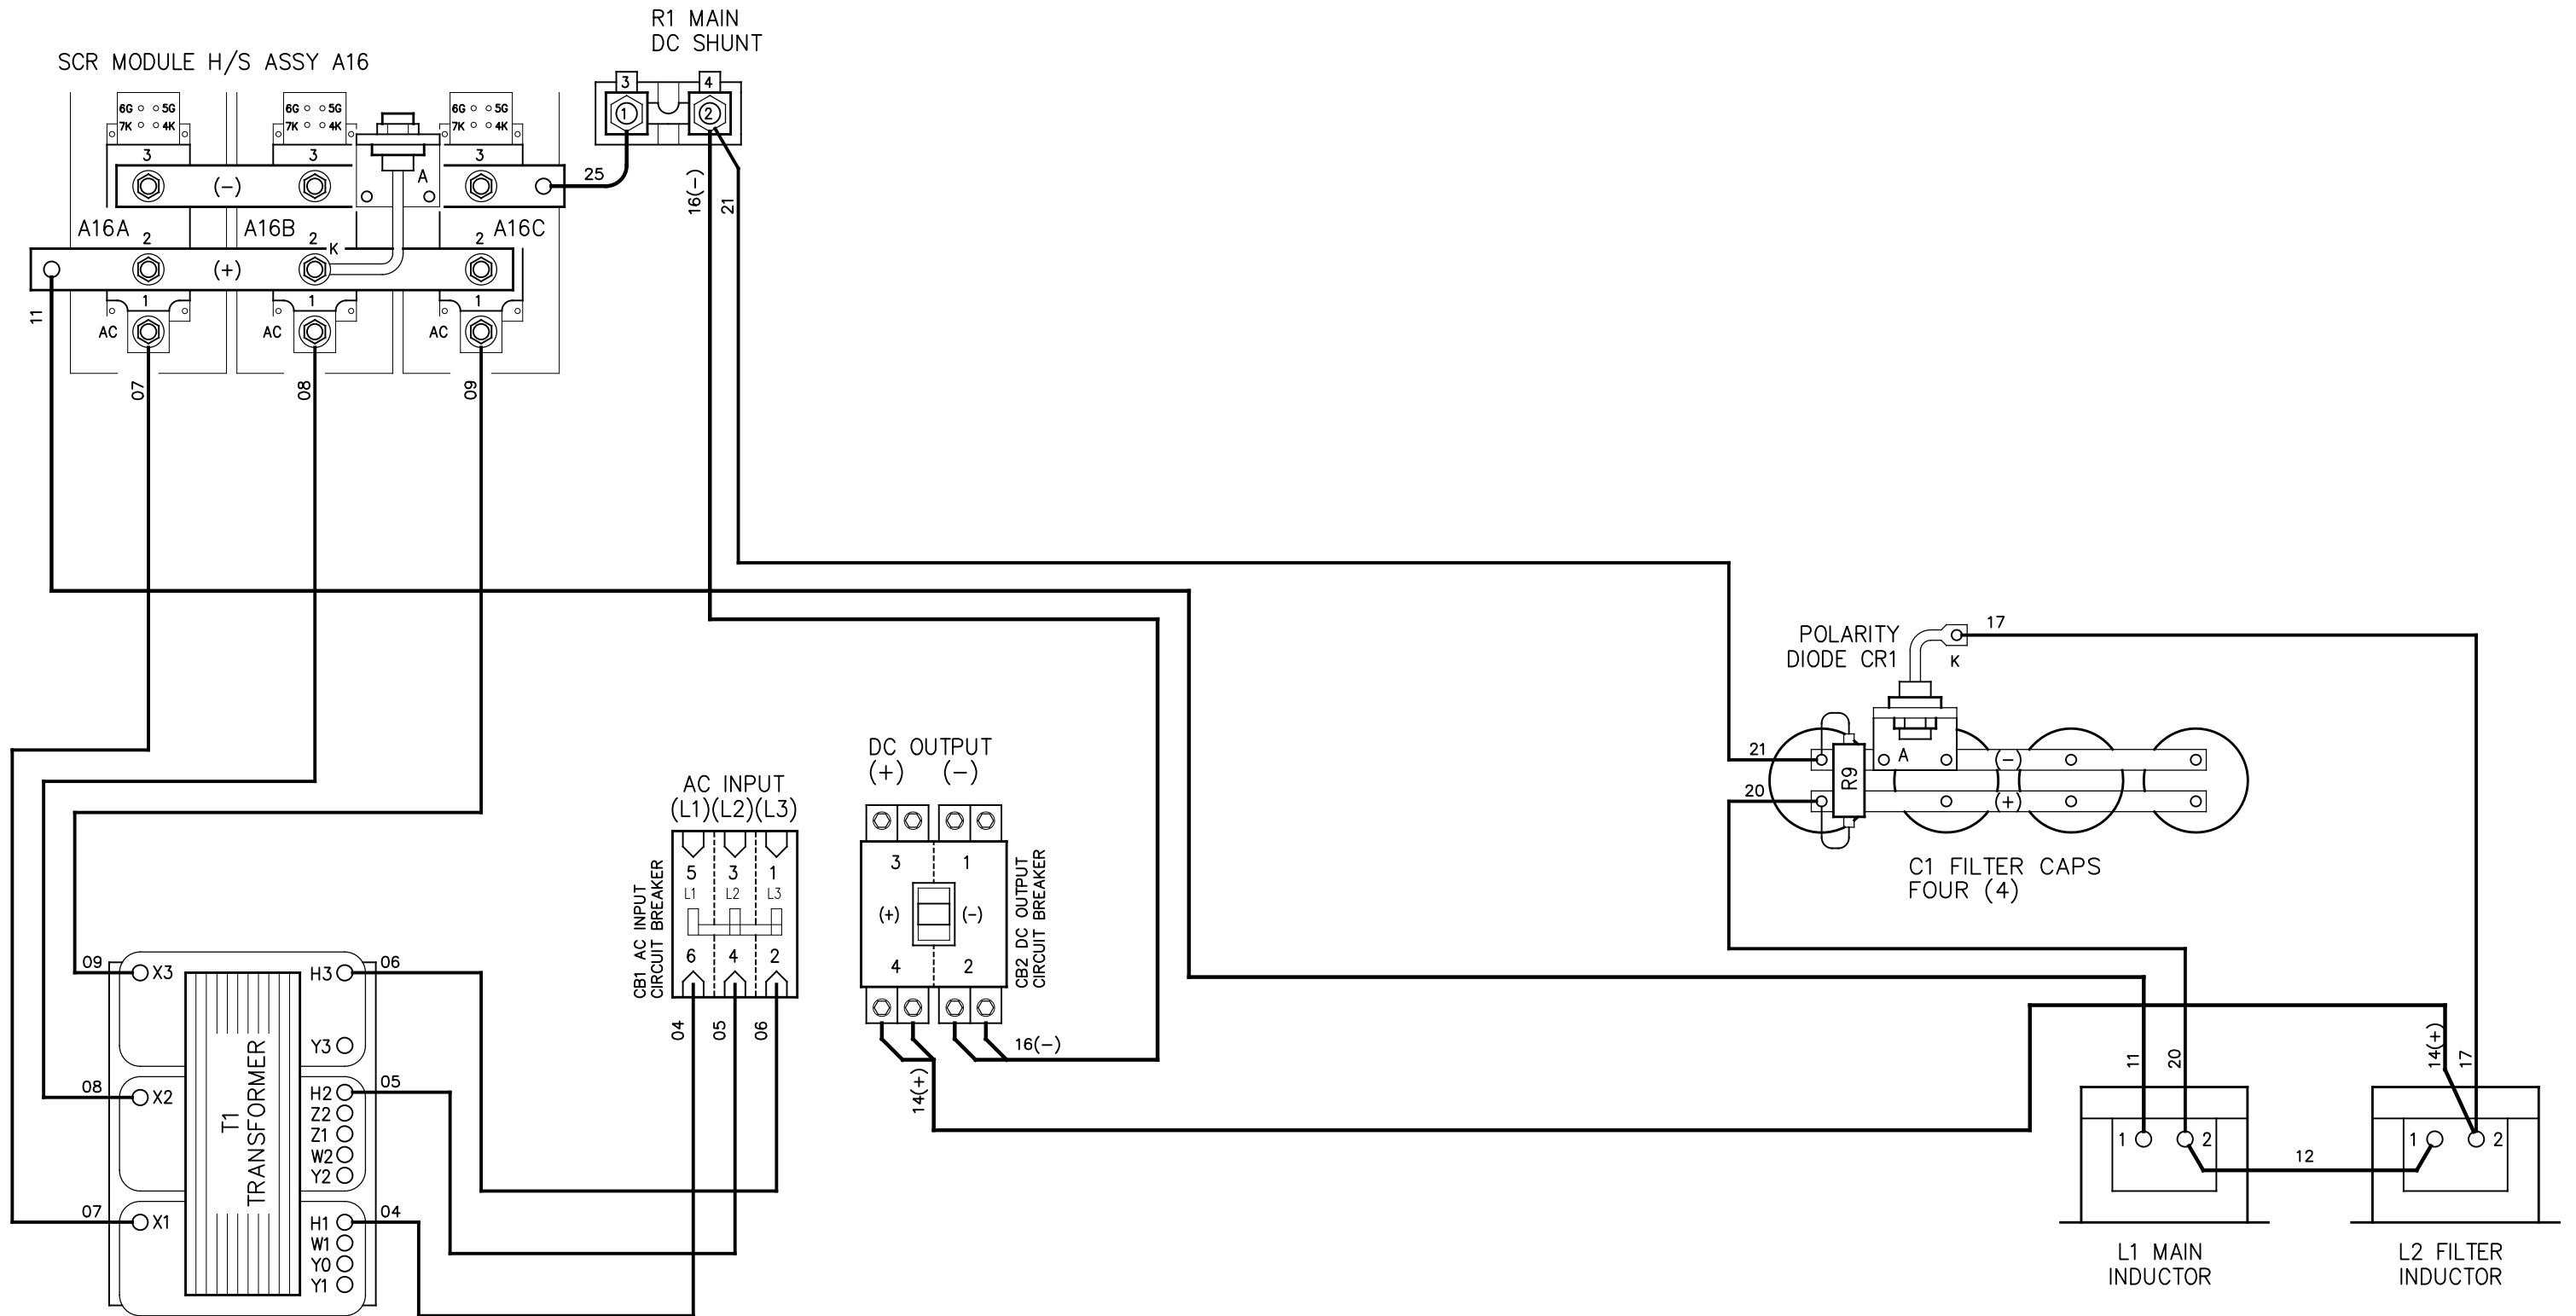 R1 MAIN
DC SHUNT
SCR MODULE H/S ASSY A16
3 4
1 2
6G 5G 6G 5G 6G 5G
7K 4K 7K 4K 7K 4K
3 3 3
(-) A
25
16(-)
21
A16A A16B A16C
2 2 K 2
(+)
1 1 1
11
AC AC AC
07 08 09
17
POLARITY
DIODE CR1
K
21
A (-)
R9
20
(+)
C1 FILTER CAPS
FOUR (4)
DC OUTPUT
(+) (-)
AC INPUT
(L1)(L2)(L3)
CB1 AC INPUT
CIRCUIT BREAKER
5 3 1
L1 L2 L3
6 4 2
04 05 06
3 1
(+) (-)
4 2
CB2 DC OUTPUT
CIRCUIT BREAKER
16(-)
14(+)
09 X3 H3 06
Y3
08 X2 H2 05
Z2
Z1
W2
Y2
T1
TRANSFORMER
07 X1 H1 04
W1
Y0
Y1
11 20 14(+) 17
1 2 12 1 2
L1 MAIN
INDUCTOR
L2 FILTER
INDUCTOR